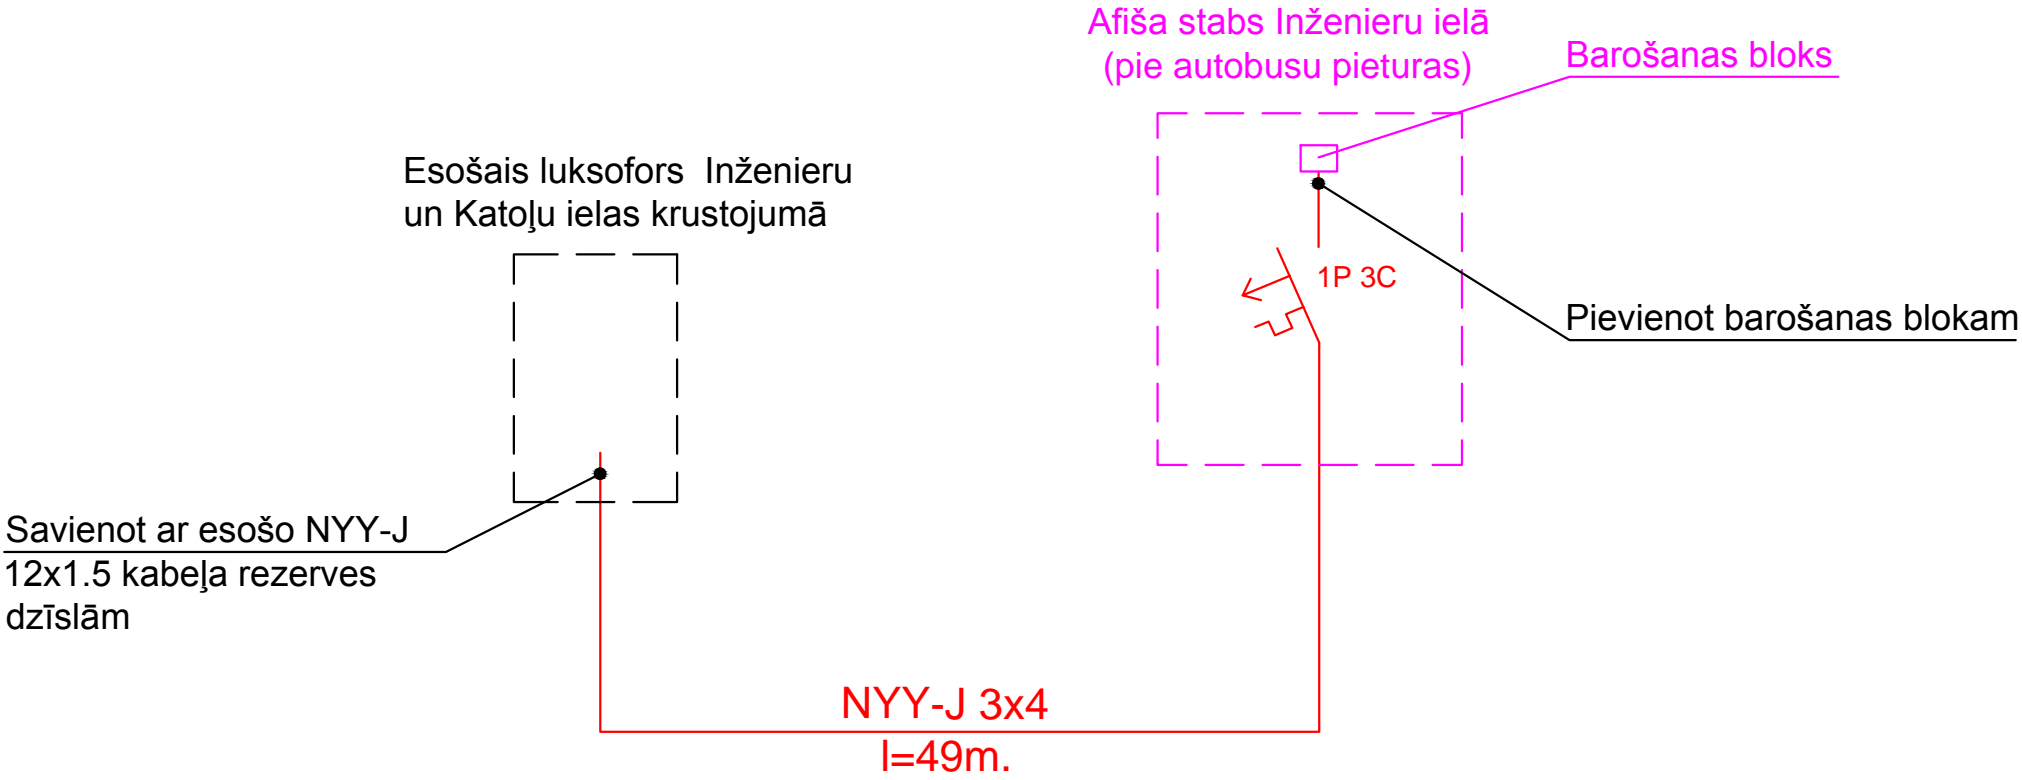 Afiša stabs Inženieru ielā
(pie autobusu pieturas)
Barošanas bloks
Esošais luksofors  Inženieru
un Katoļu ielas krustojumā
1P 3C
Pievienot barošanas blokam
Savienot ar esošo NYY-J
12x1.5 kabeļa rezerves
dzīslām
NYY-J 3x4
l=49m.